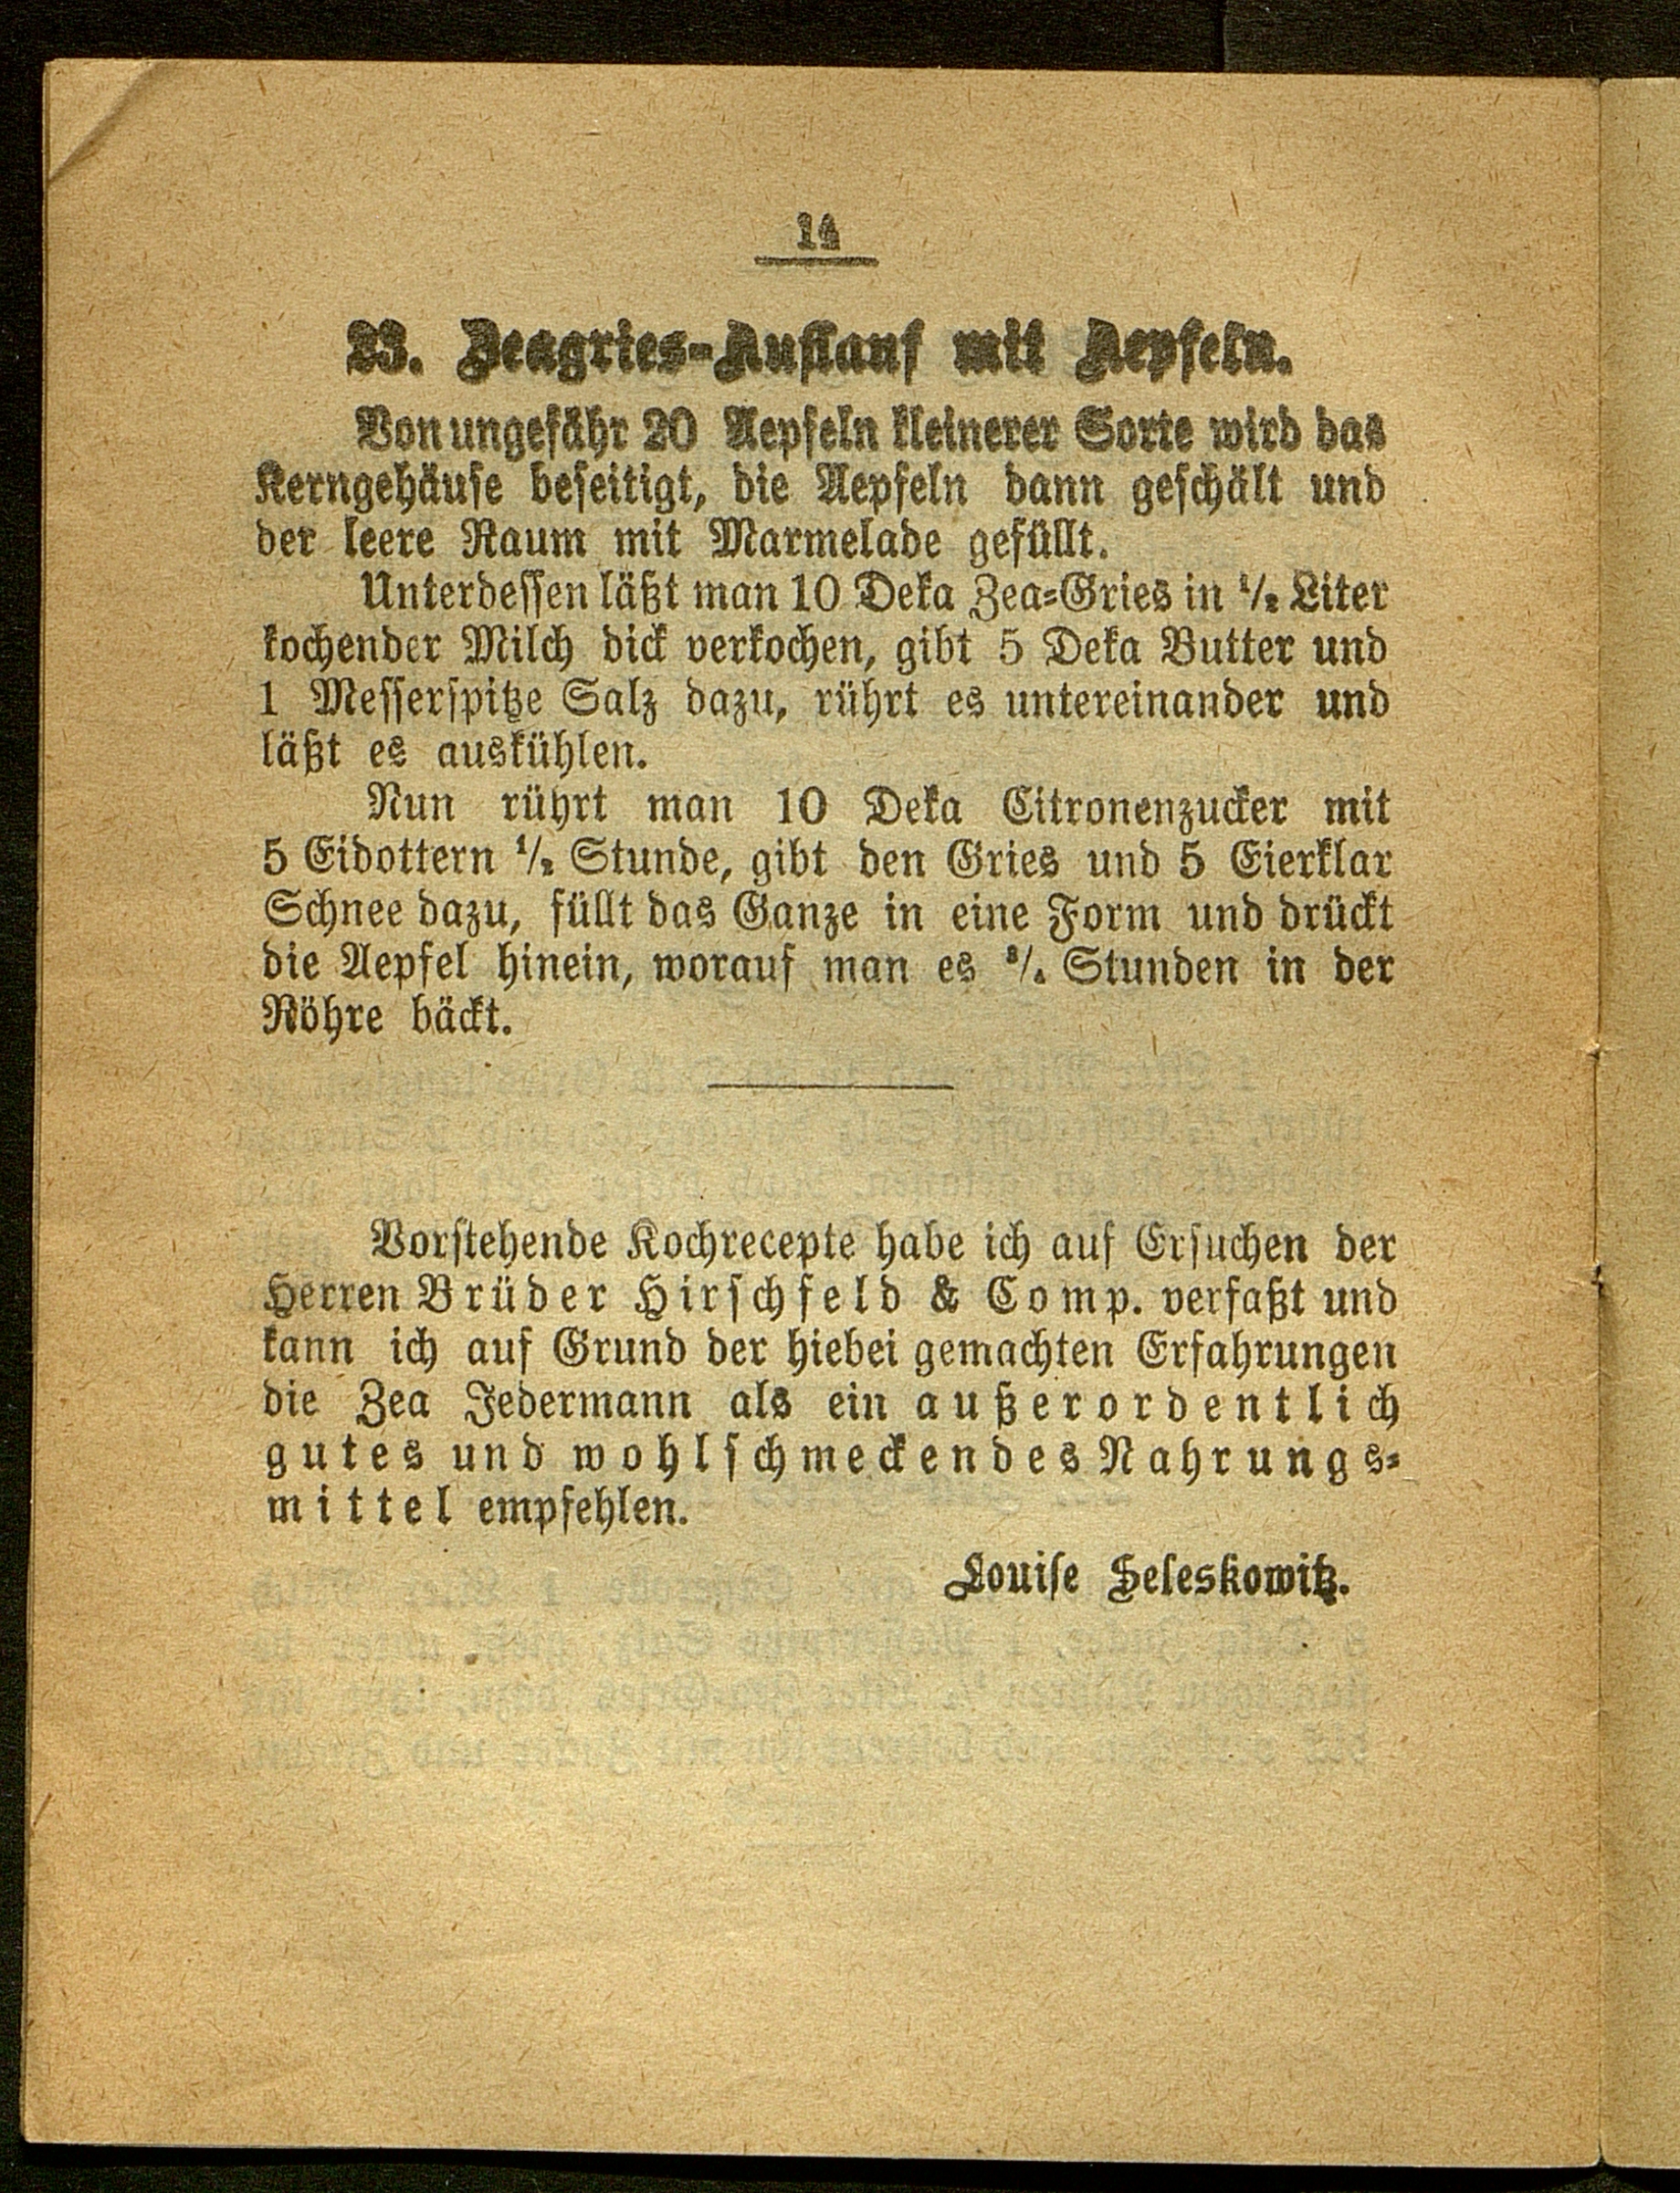 14
23. Zeagries-Auflauf mit Aepfeln.
Von ungefähr 20 Aepfeln kleinerer Sorte wird das
Kerngehäuse beseitigt, die Aepfeln dann geschält und
der leere Raum mit Marmelade gefüllt.
Unterdessen läßt man 10 Deka Zea-Gries in 1/2 Liter
kochender Milch dick verkochen, gibt 5 Deka Butter und
1 Messerspitze Salz dazu, rührt es untereinander und
läßt es auskühlen.
Nun rührt man 10 Deka Citronenzucker mit
5 Eidottern 1/2 Stunde, gibt den Gries und 5 Eierklar
Schnee dazu, füllt das Ganze in eine Form und drückt
die Aepfel hinein, worauf man es 3/4 Stunden in der
Röhre bäckt.
Vorstehende Kochrecepte habe ich auf Ersuchen der
Herren Brüder Hirschfeld & Comp. verfaßt und
kann ich auf Grund der hiebei gemachten Erfahrungen
die Zea Jedermann als ein außerordentlich
gutes und wohlschmeckendes Nahrungs-
mittel empfehlen.
Louise Seleskowitz.